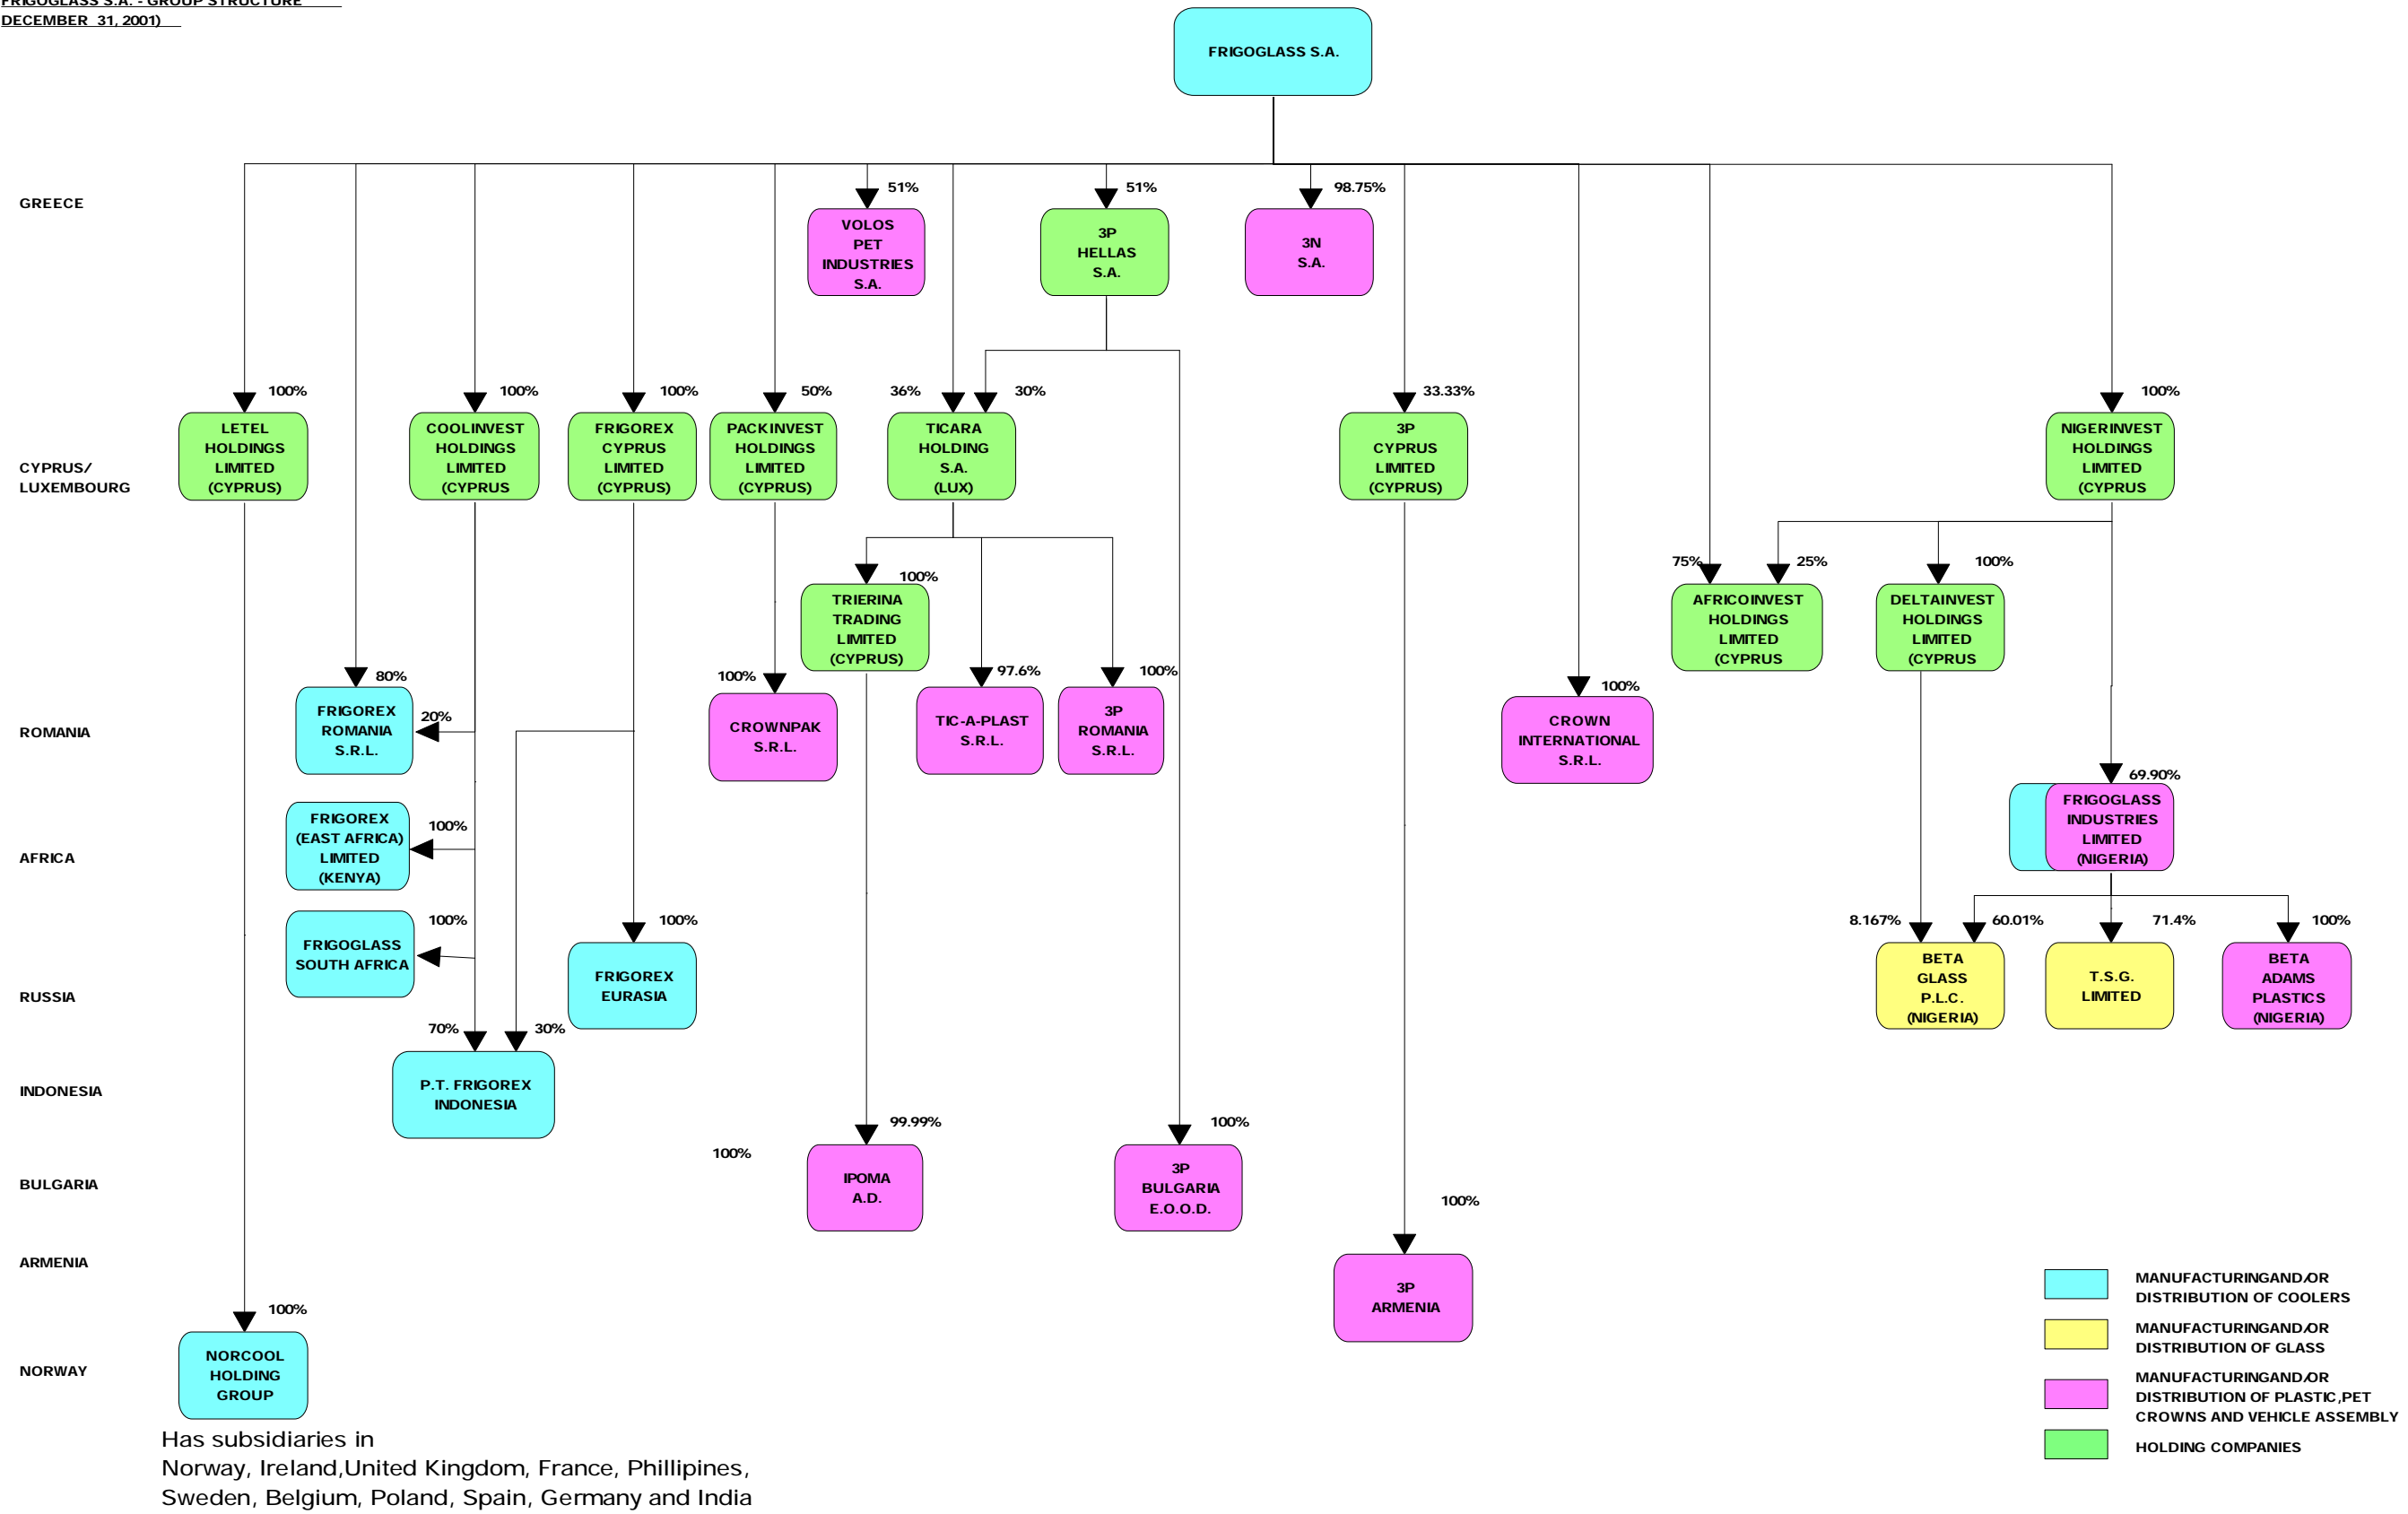 FRIGOGLASS S.A. - GROUP STRUCTURE
DECEMBER 31, 2001)
FRIGOGLASS S.A.
GREECE
51%
51%
98.75%
VOLOS
PET
INDUSTRIES
S.A.
3P
HELLAS
S.A.
3N
S.A.
CYPRUS/
LUXEMBOURG
100%
100%
100%
50%
36%
30%
33.33%
100%
LETEL
HOLDINGS
LIMITED
(CYPRUS)
COOLINVEST
HOLDINGS
LIMITED
(CYPRUS
FRIGOREX
CYPRUS
LIMITED
(CYPRUS)
PACKINVEST
HOLDINGS
LIMITED
(CYPRUS)
TICARA
HOLDING
S.A.
(LUX)
3P
CYPRUS
LIMITED
(CYPRUS)
NIGERINVEST
HOLDINGS
LIMITED
(CYPRUS
100%
75%
25%
100%
TRIERINA
TRADING
LIMITED
(CYPRUS)
AFRICOINVEST
HOLDINGS
LIMITED
(CYPRUS
DELTAINVEST
HOLDINGS
LIMITED
(CYPRUS
ROMANIA
80%
20%
100%
97.6%
100%
100%
FRIGOREX
ROMANIA
S.R.L.
CROWNPAK
S.R.L.
TIC-A-PLAST
S.R.L.
3P
ROMANIA
S.R.L.
CROWN
INTERNATIONAL
S.R.L.
AFRICA
100%
69.90%
FRIGOREX
(EAST AFRICA)
LIMITED
(KENYA)
FRIGOGLASS
INDUSTRIES
LIMITED
(NIGERIA)
100%
100%
8.167%
60.01%
71.4%
100%
FRIGOGLASS
SOUTH AFRICA
RUSSIA
FRIGOREX
EURASIA
BETA
GLASS
P.L.C.
(NIGERIA)
T.S.G.
LIMITED
BETA
ADAMS
PLASTICS
(NIGERIA)
70%
30%
INDONESIA
P.T. FRIGOREX
INDONESIA
99.99%
100%
100%
BULGARIA
IPOMA
A.D.
3P
BULGARIA
E.O.O.D.
100%
ARMENIA
3P
ARMENIA
100%
NORWAY
NORCOOL
HOLDING
GROUP
Has subsidiaries in
Norway, Ireland,United Kingdom, France, Phillipines,
Sweden, Belgium, Poland, Spain, Germany and India
MANUFACTURINGAND/OR
DISTRIBUTION OF COOLERS
MANUFACTURINGAND/OR
DISTRIBUTION OF GLASS
MANUFACTURINGAND/OR
DISTRIBUTION OF PLASTIC,PET
CROWNS AND VEHICLE ASSEMBLY
HOLDING COMPANIES